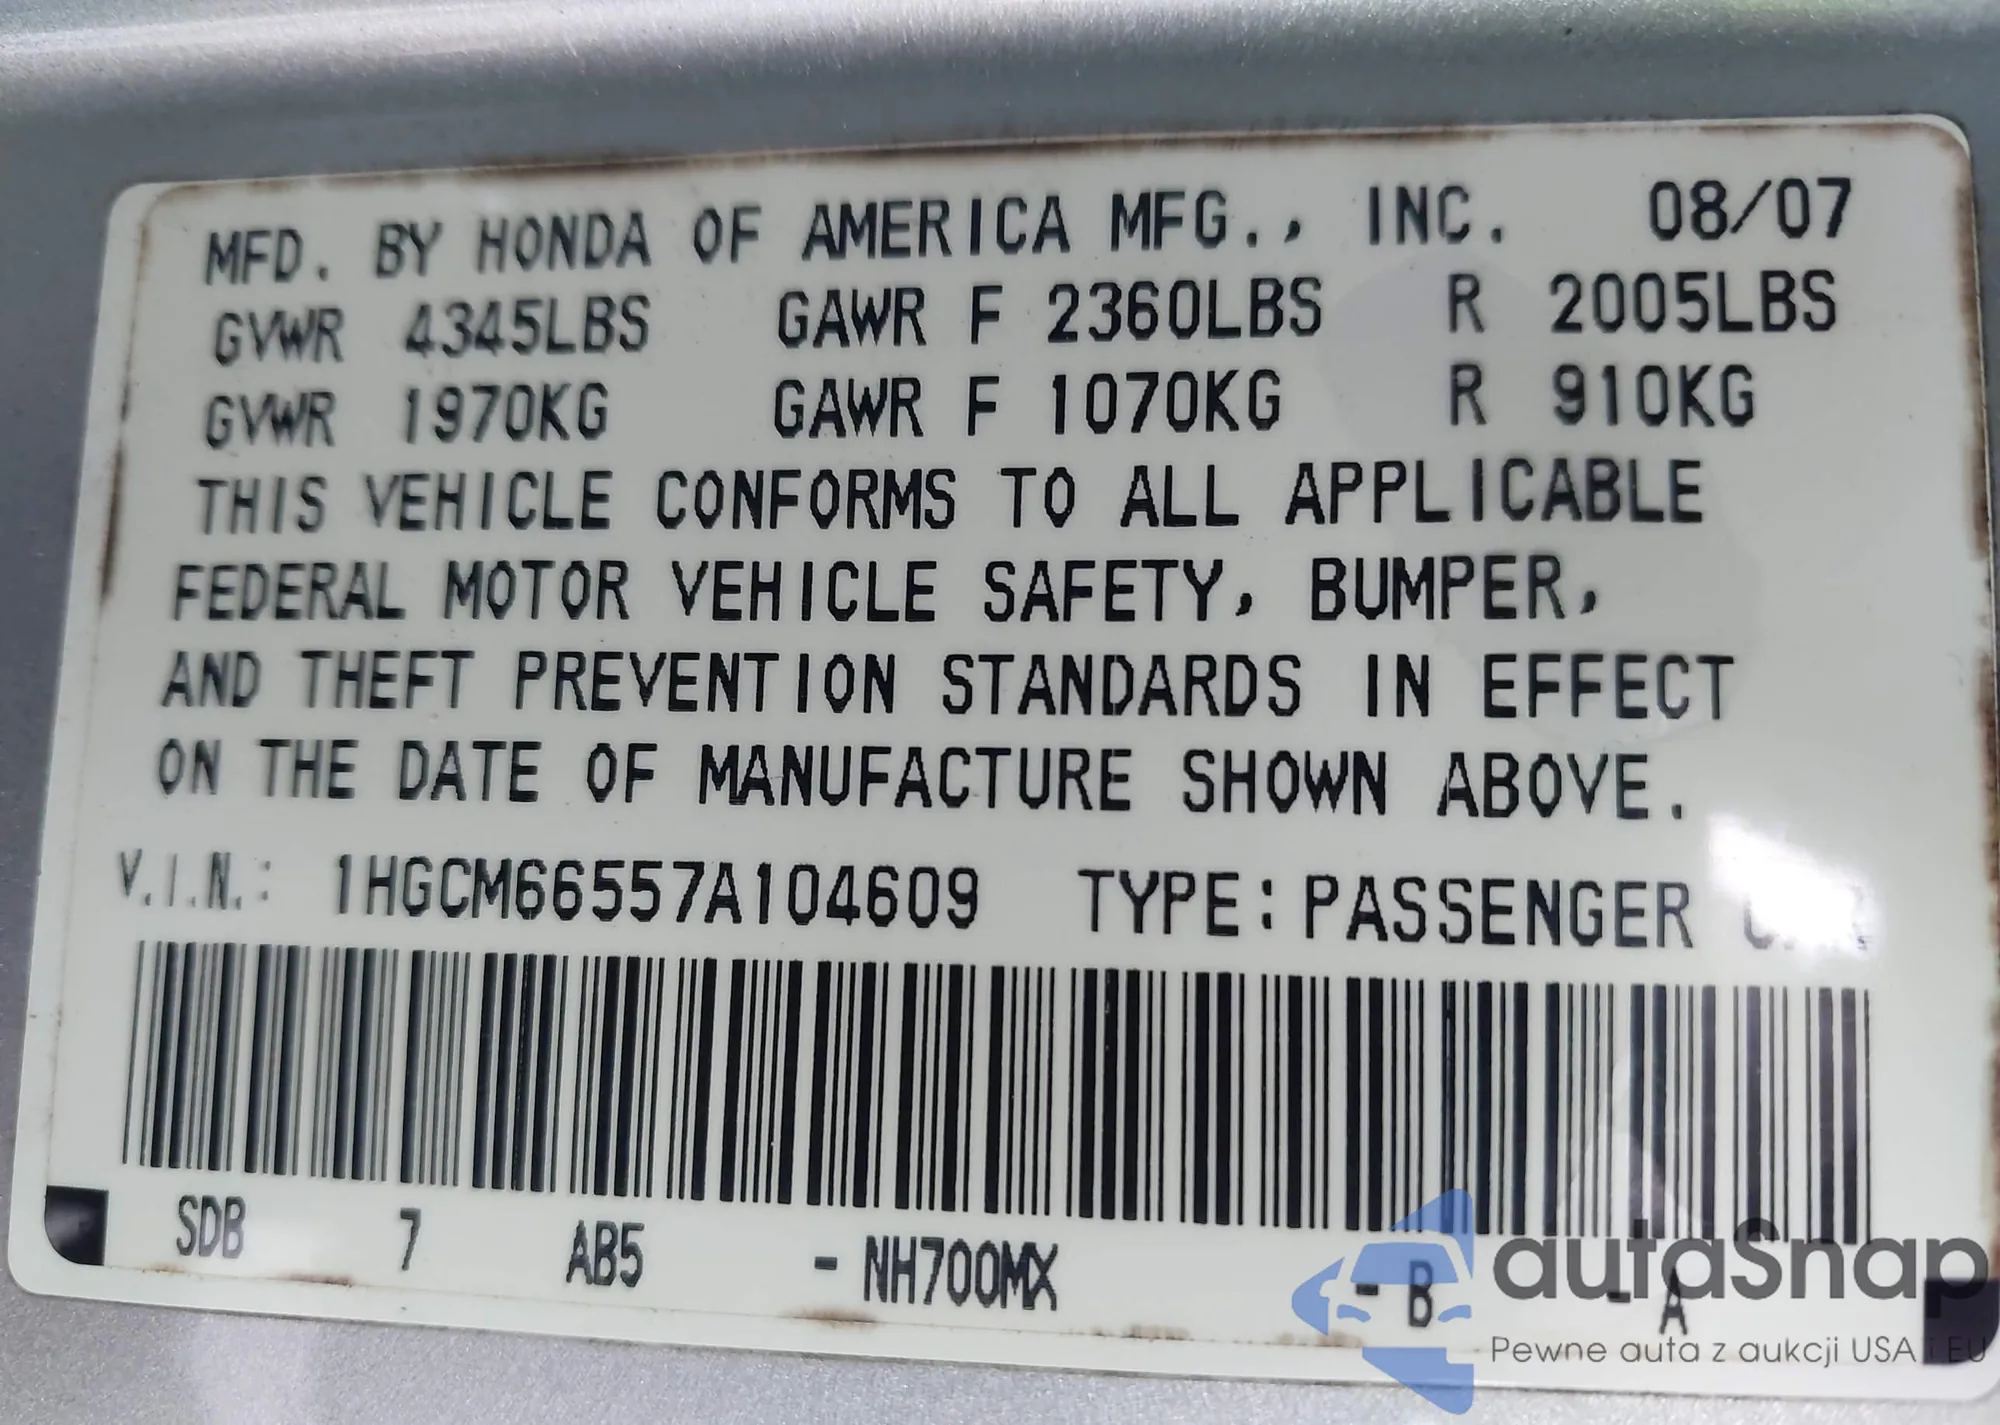 MFD. BY HONDA OF AMERICA MFG., INC. 08/07
GVWR 4345LBS GAWR F 2360LBS R 2005LBS
GVWR 1970KG GAWR F 1070KG R 910KG
THIS VEHICLE CONFORMS TO ALL APPLICABLE
FEDERAL MOTOR VEHICLE SAFETY, BUMPER,
AND THEFT PREVENTION STANDARDS IN EFFECT
ON THE DATE OF MANUFACTURE SHOWN ABOVE.
V.I.N.: 1HGCM66557A104609 TYPE: PASSENGER CAR
SDB 7 AB5 - NH700MX - B - A
autaSnap
Pewne auta z aukcji USA i EU